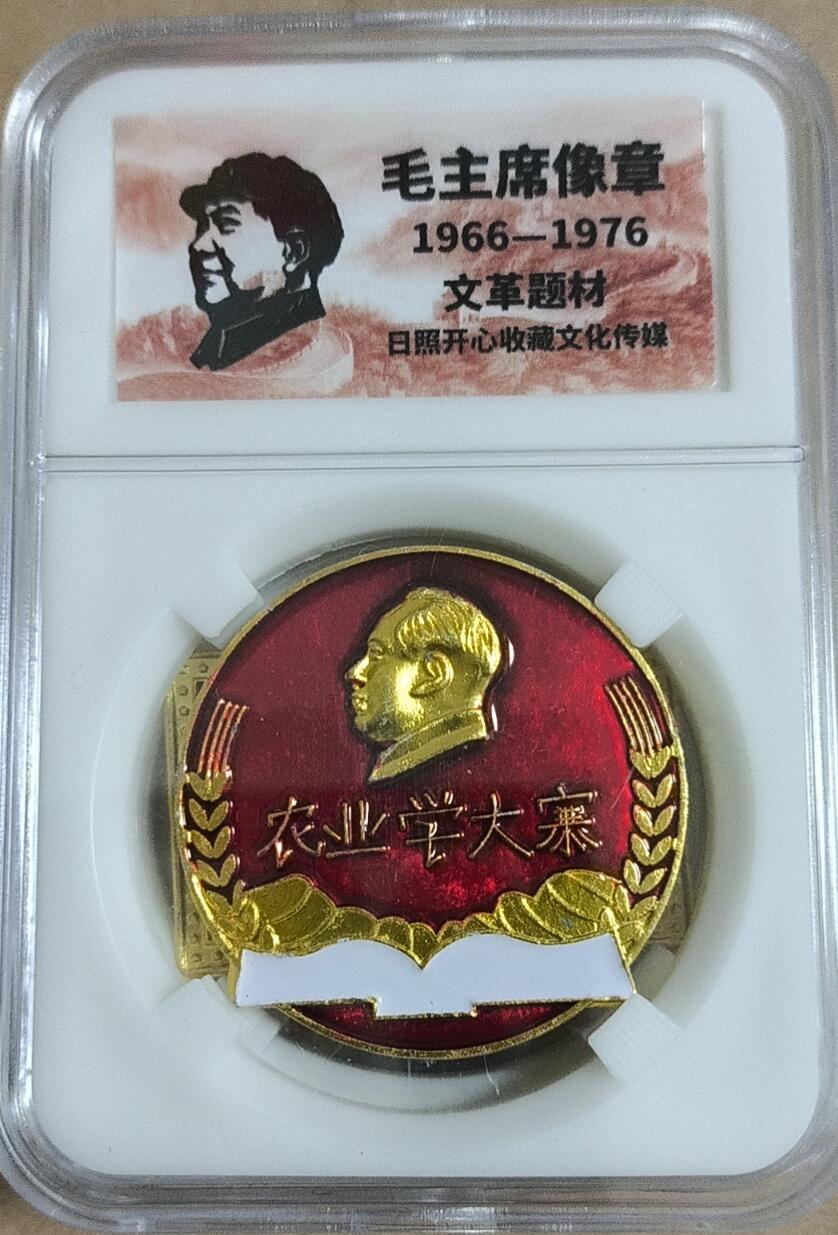 毛主席像章
1966—1976
文革题材
日照开心收藏文化传媒
农业学大寨